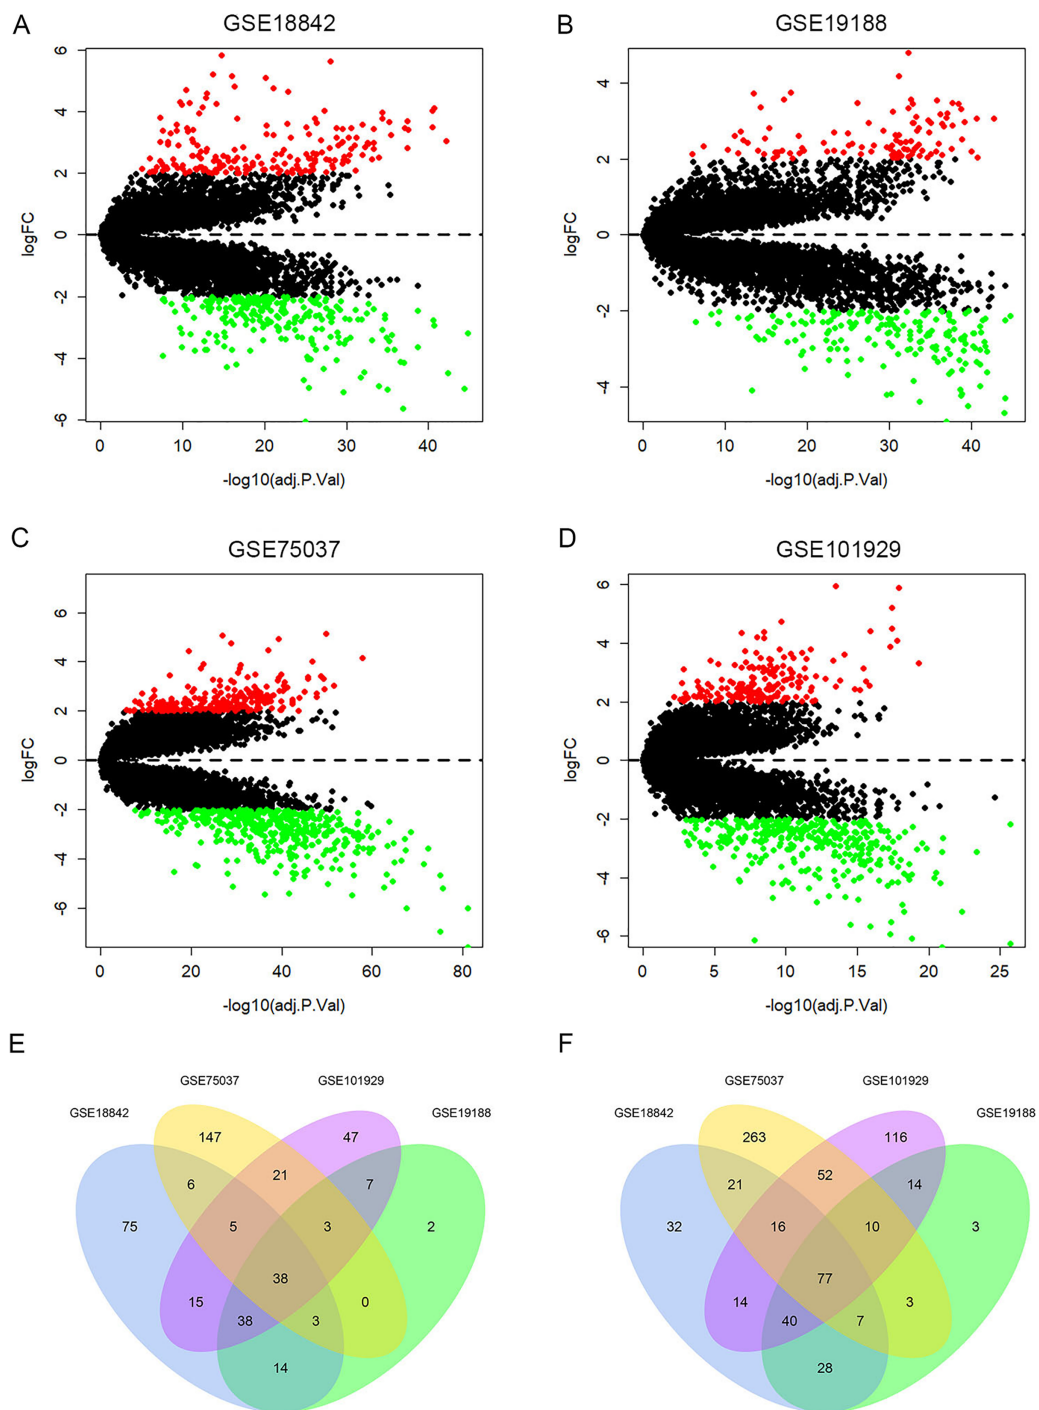 A GSE18842
6
4
2
0
-2
-4
-6
logFC
0 10 20 30 40
-log10(adj.P.Val)
B GSE19188
4
2
0
-2
-4
logFC
0 10 20 30 40
-log10(adj.P.Val)
C GSE75037
6
4
2
0
-2
-4
-6
logFC
0 20 40 60 80
-log10(adj.P.Val)
D GSE101929
6
4
2
0
-2
-4
-6
logFC
0 5 10 15 20 25
-log10(adj.P.Val)
E
GSE75037 GSE101929
GSE18842 GSE19188
147 47
6 21 7
75 5 3 2
38
15 0
38 3
14
F
GSE75037 GSE101929
GSE18842 GSE19188
263 116
21 52 14
32 16 10 3
77
14 3
40 7
28